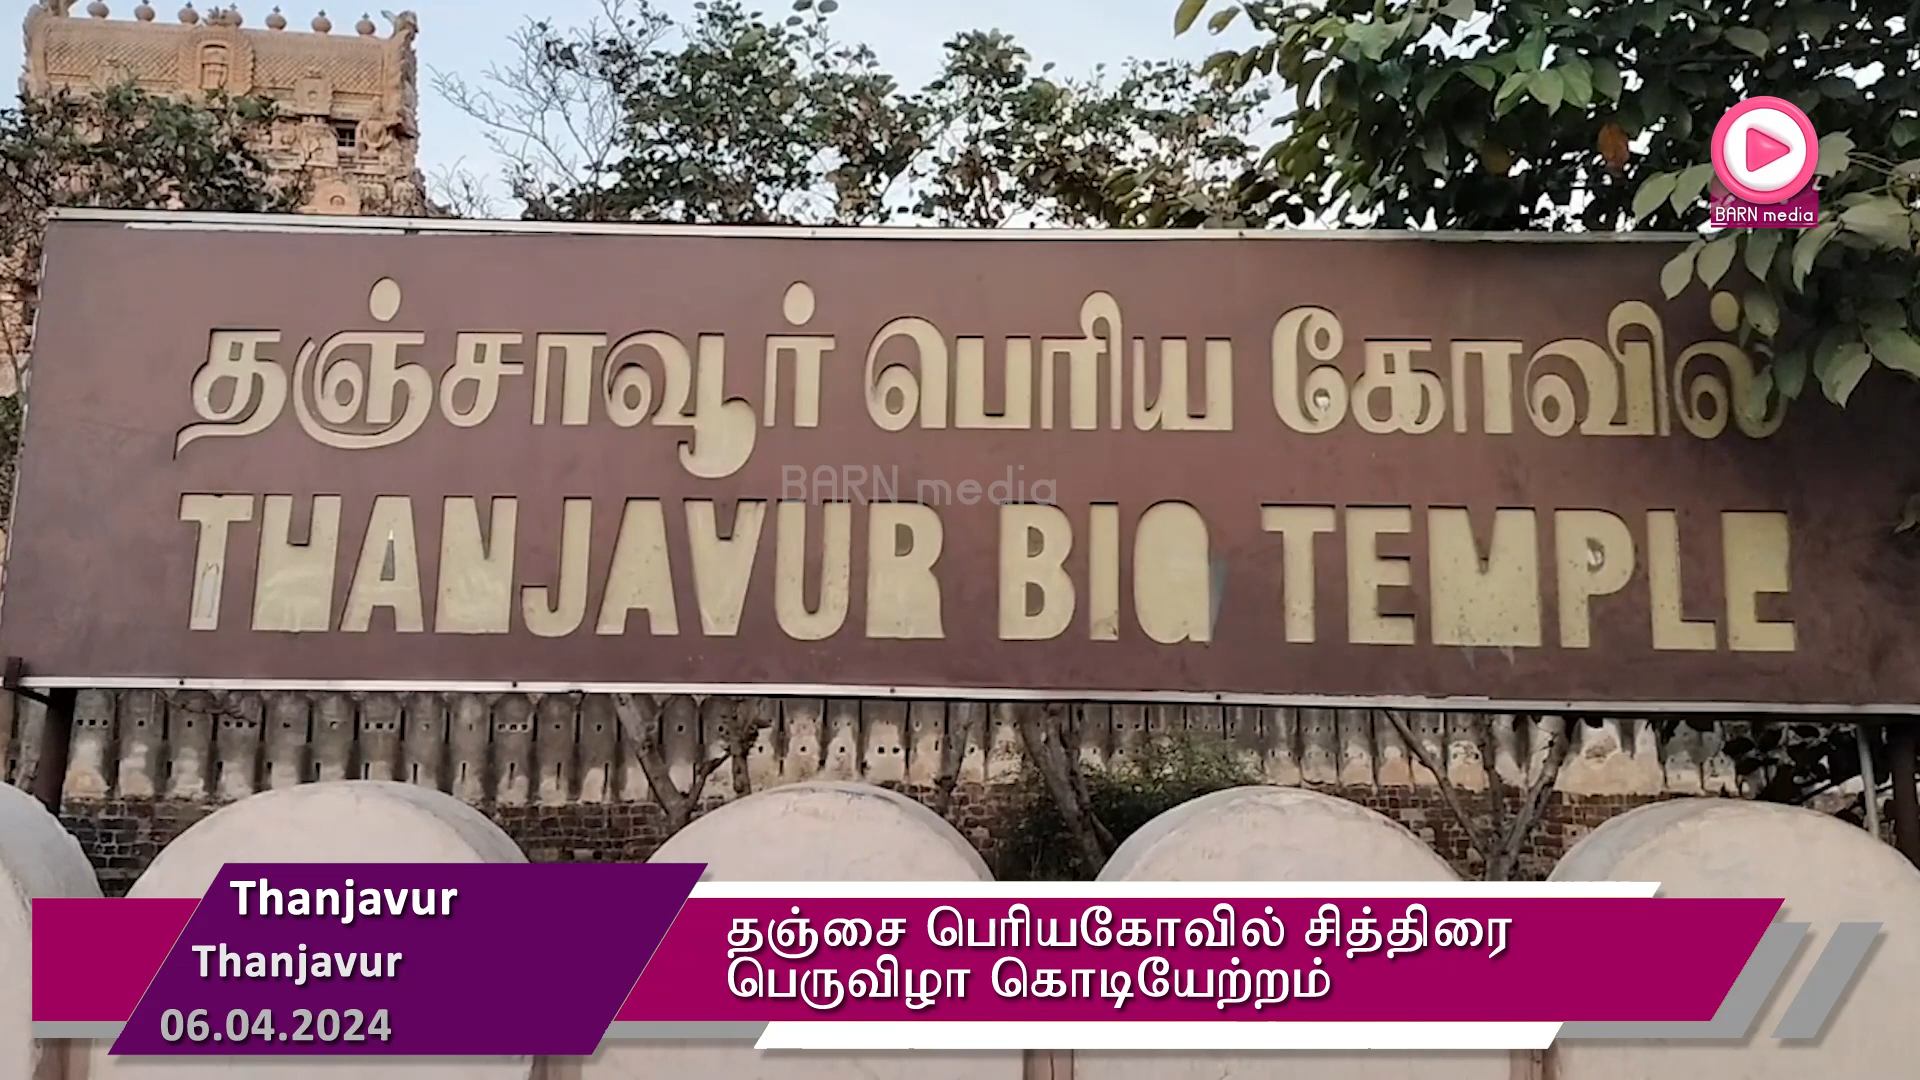 BARN media
தஞ்சாவூர் பெரிய கோவில்
BARN media
THANJAVUR BIG TEMPLE
Thanjavur
Thanjavur
06.04.2024
தஞ்சை பெரியகோவில் சித்திரை
பெருவிழா கொடியேற்றம்